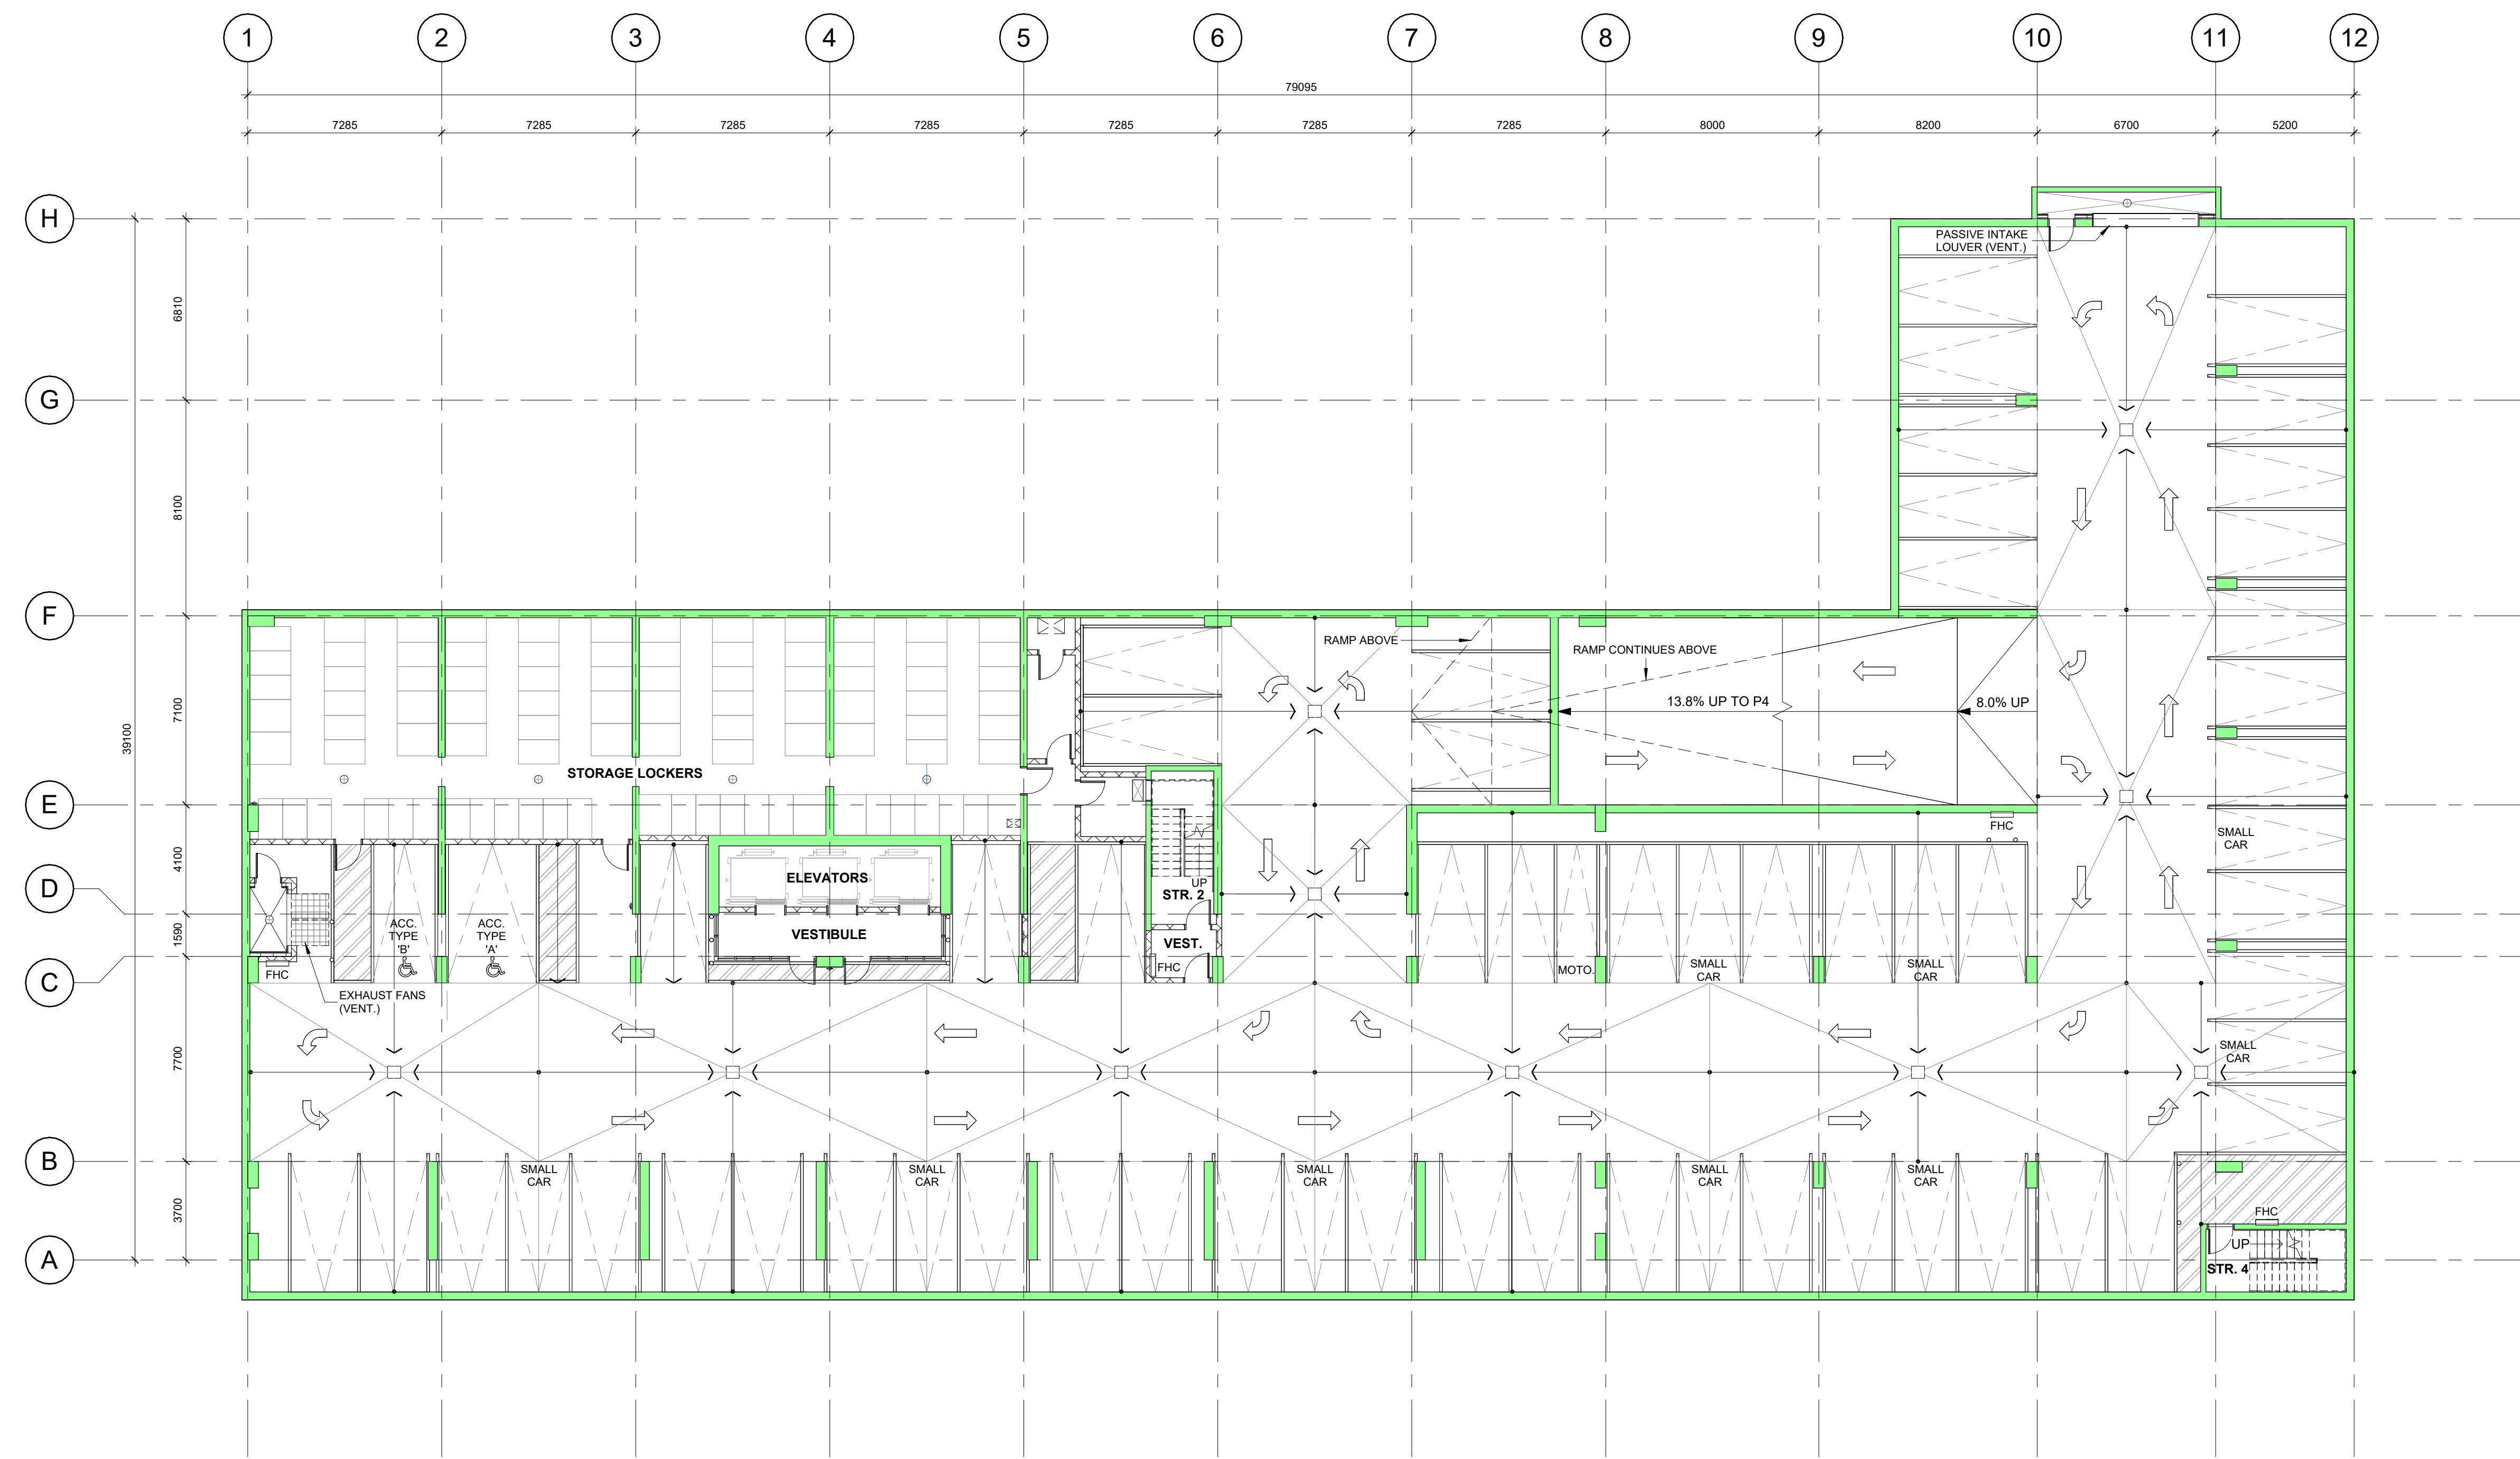 1 2 3 4 5 6 7 8 9 10 11 12
79095
7285 7285 7285 7285 7285 7285 7285 8000 8200 6700 5200
H
PASSIVE INTAKE
LOUVER (VENT.)
6810
G
8100
F
RAMP ABOVE
RAMP CONTINUES ABOVE
7100
13.8% UP TO P4
8.0% UP
39100
STORAGE LOCKERS
E
FHC
SMALL
CAR
4100
ELEVATORS
UP
STR. 2
D
ACC.
TYPE
'B'
ACC.
TYPE
'A'
1590
VESTIBULE
VEST.
FHC
FHC
MOTO.
SMALL
CAR
SMALL
CAR
C
EXHAUST FANS
(VENT.)
7700
SMALL
CAR
B
SMALL
CAR
SMALL
CAR
SMALL
CAR
SMALL
CAR
SMALL
CAR
3700
FHC
UP
A
STR. 4